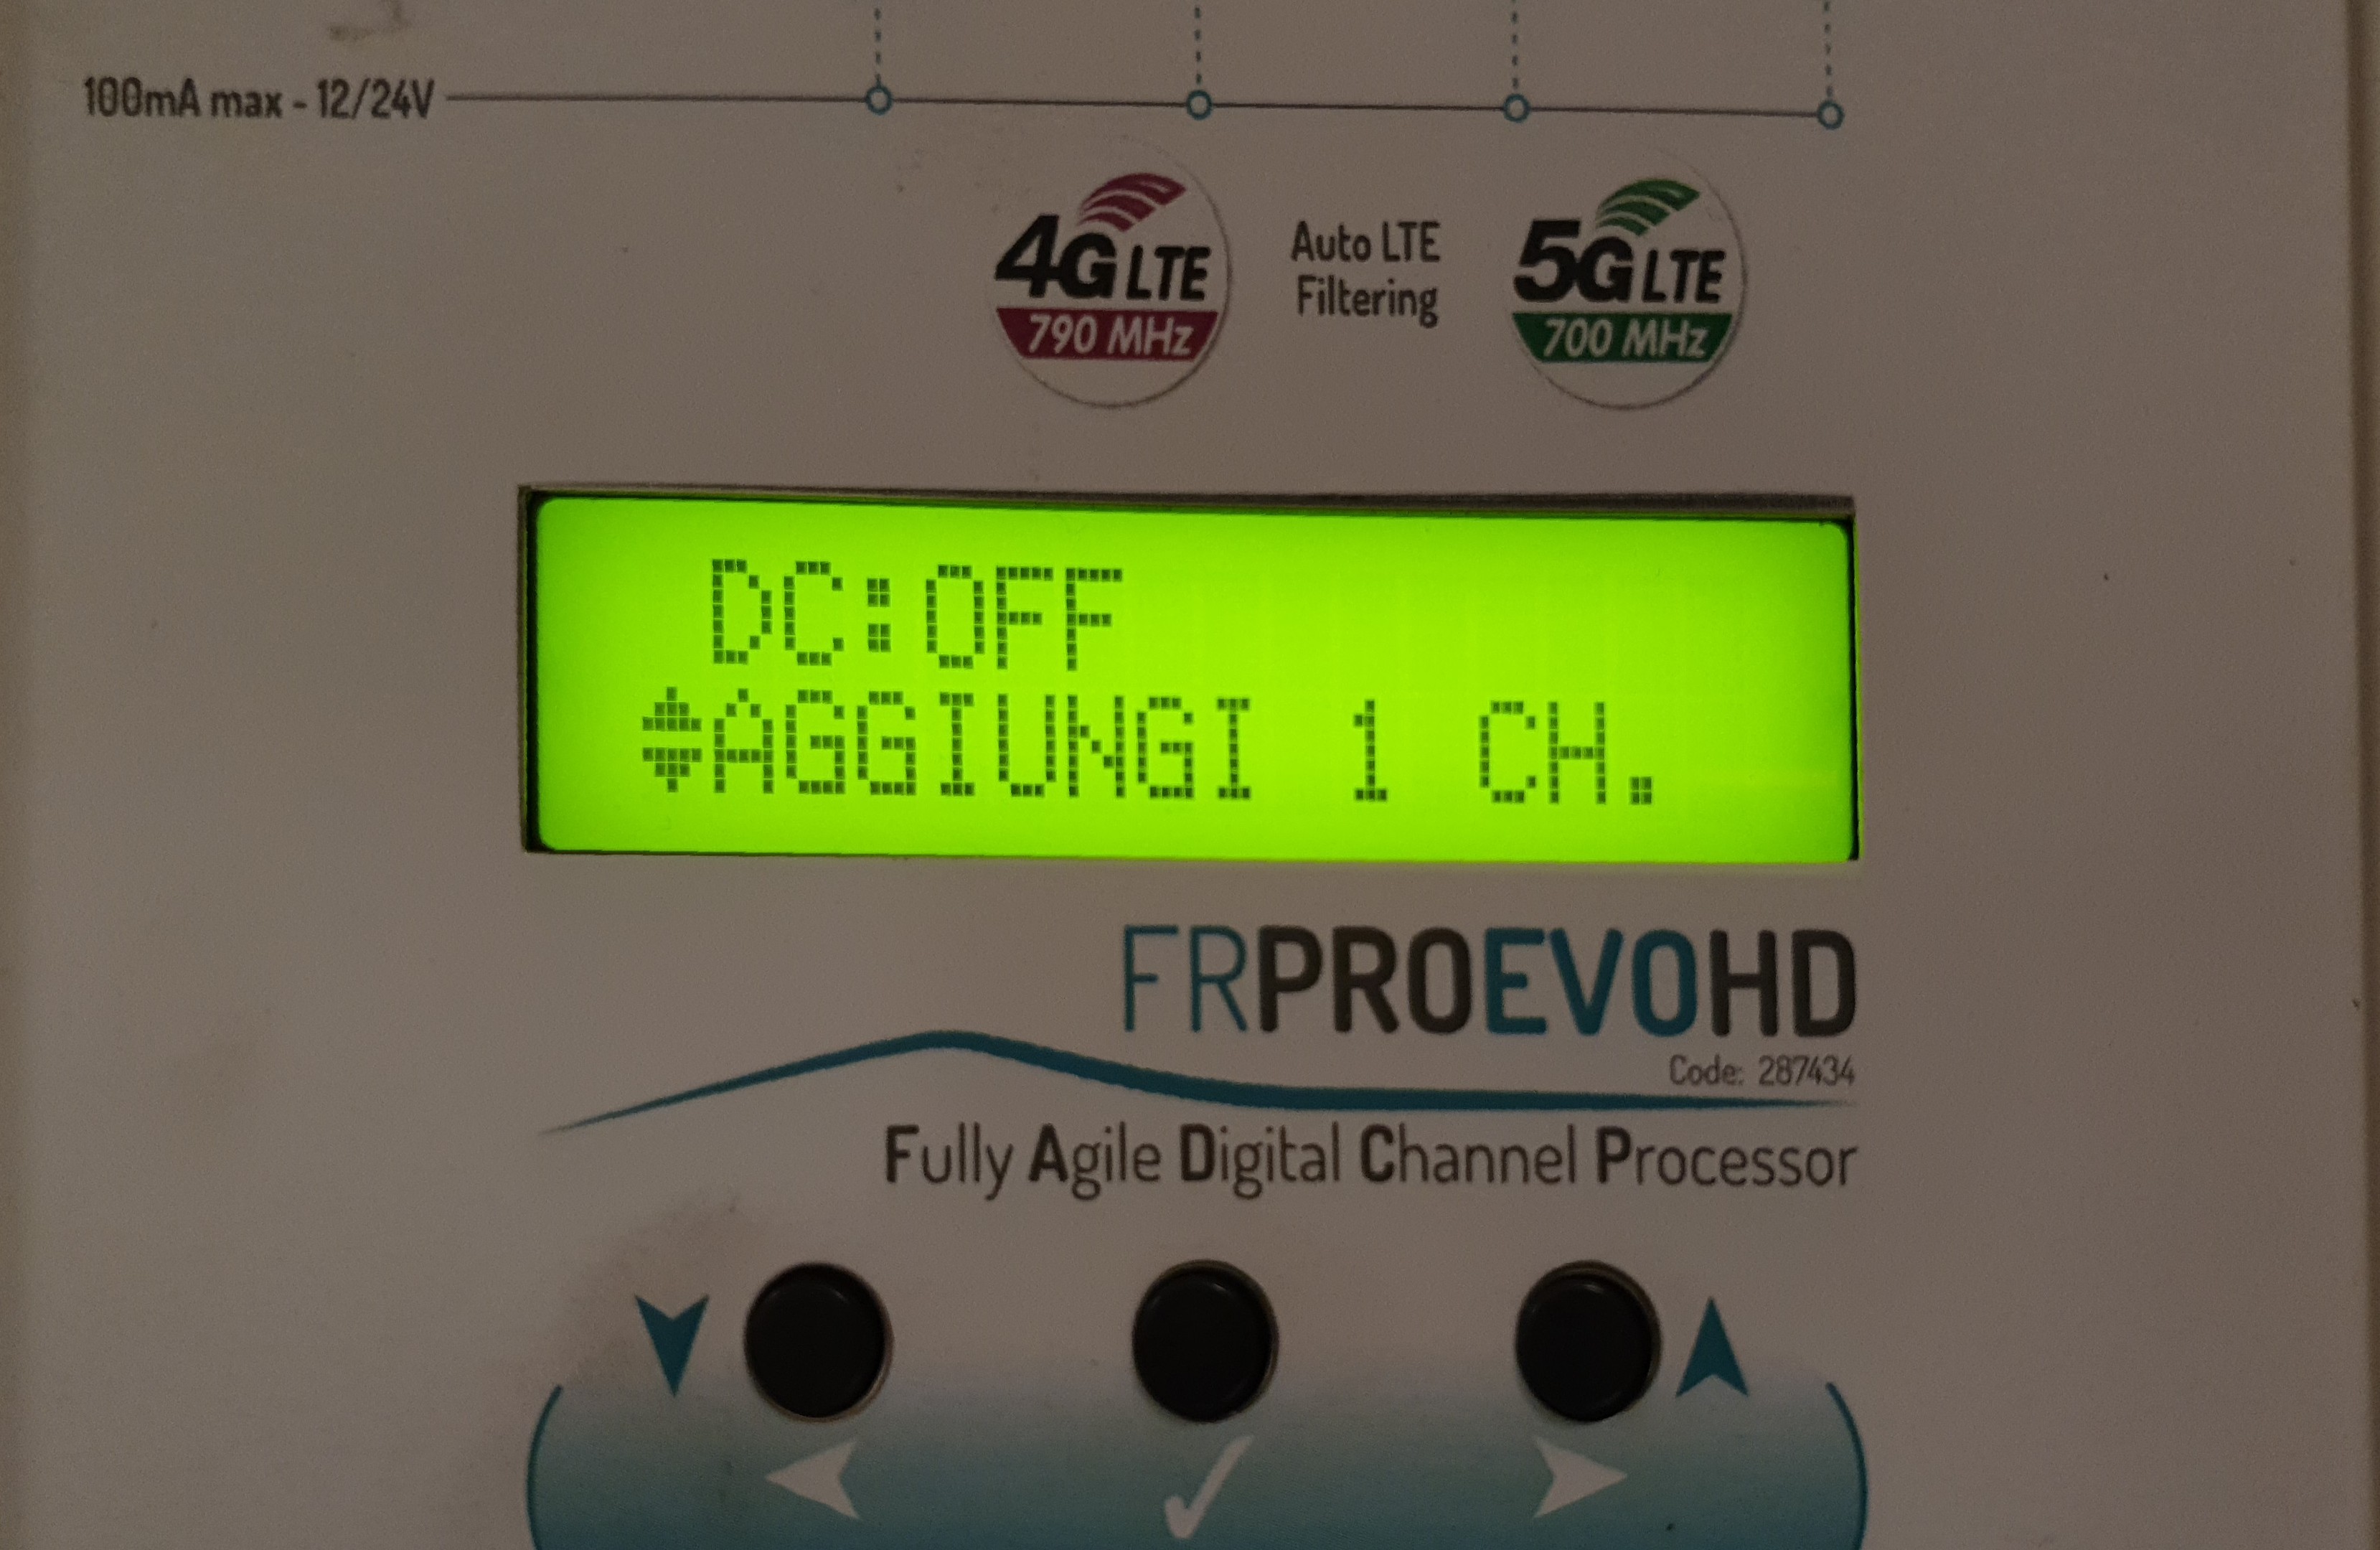 100mA max - 12/24V
4G LTE
790 MHz
Auto LTE
Filtering
5G LTE
700 MHz
DC:OFF
AGGIUNGI 1 CH.
FRPROEVOHD
Code: 287434
Fully Agile Digital Channel Processor